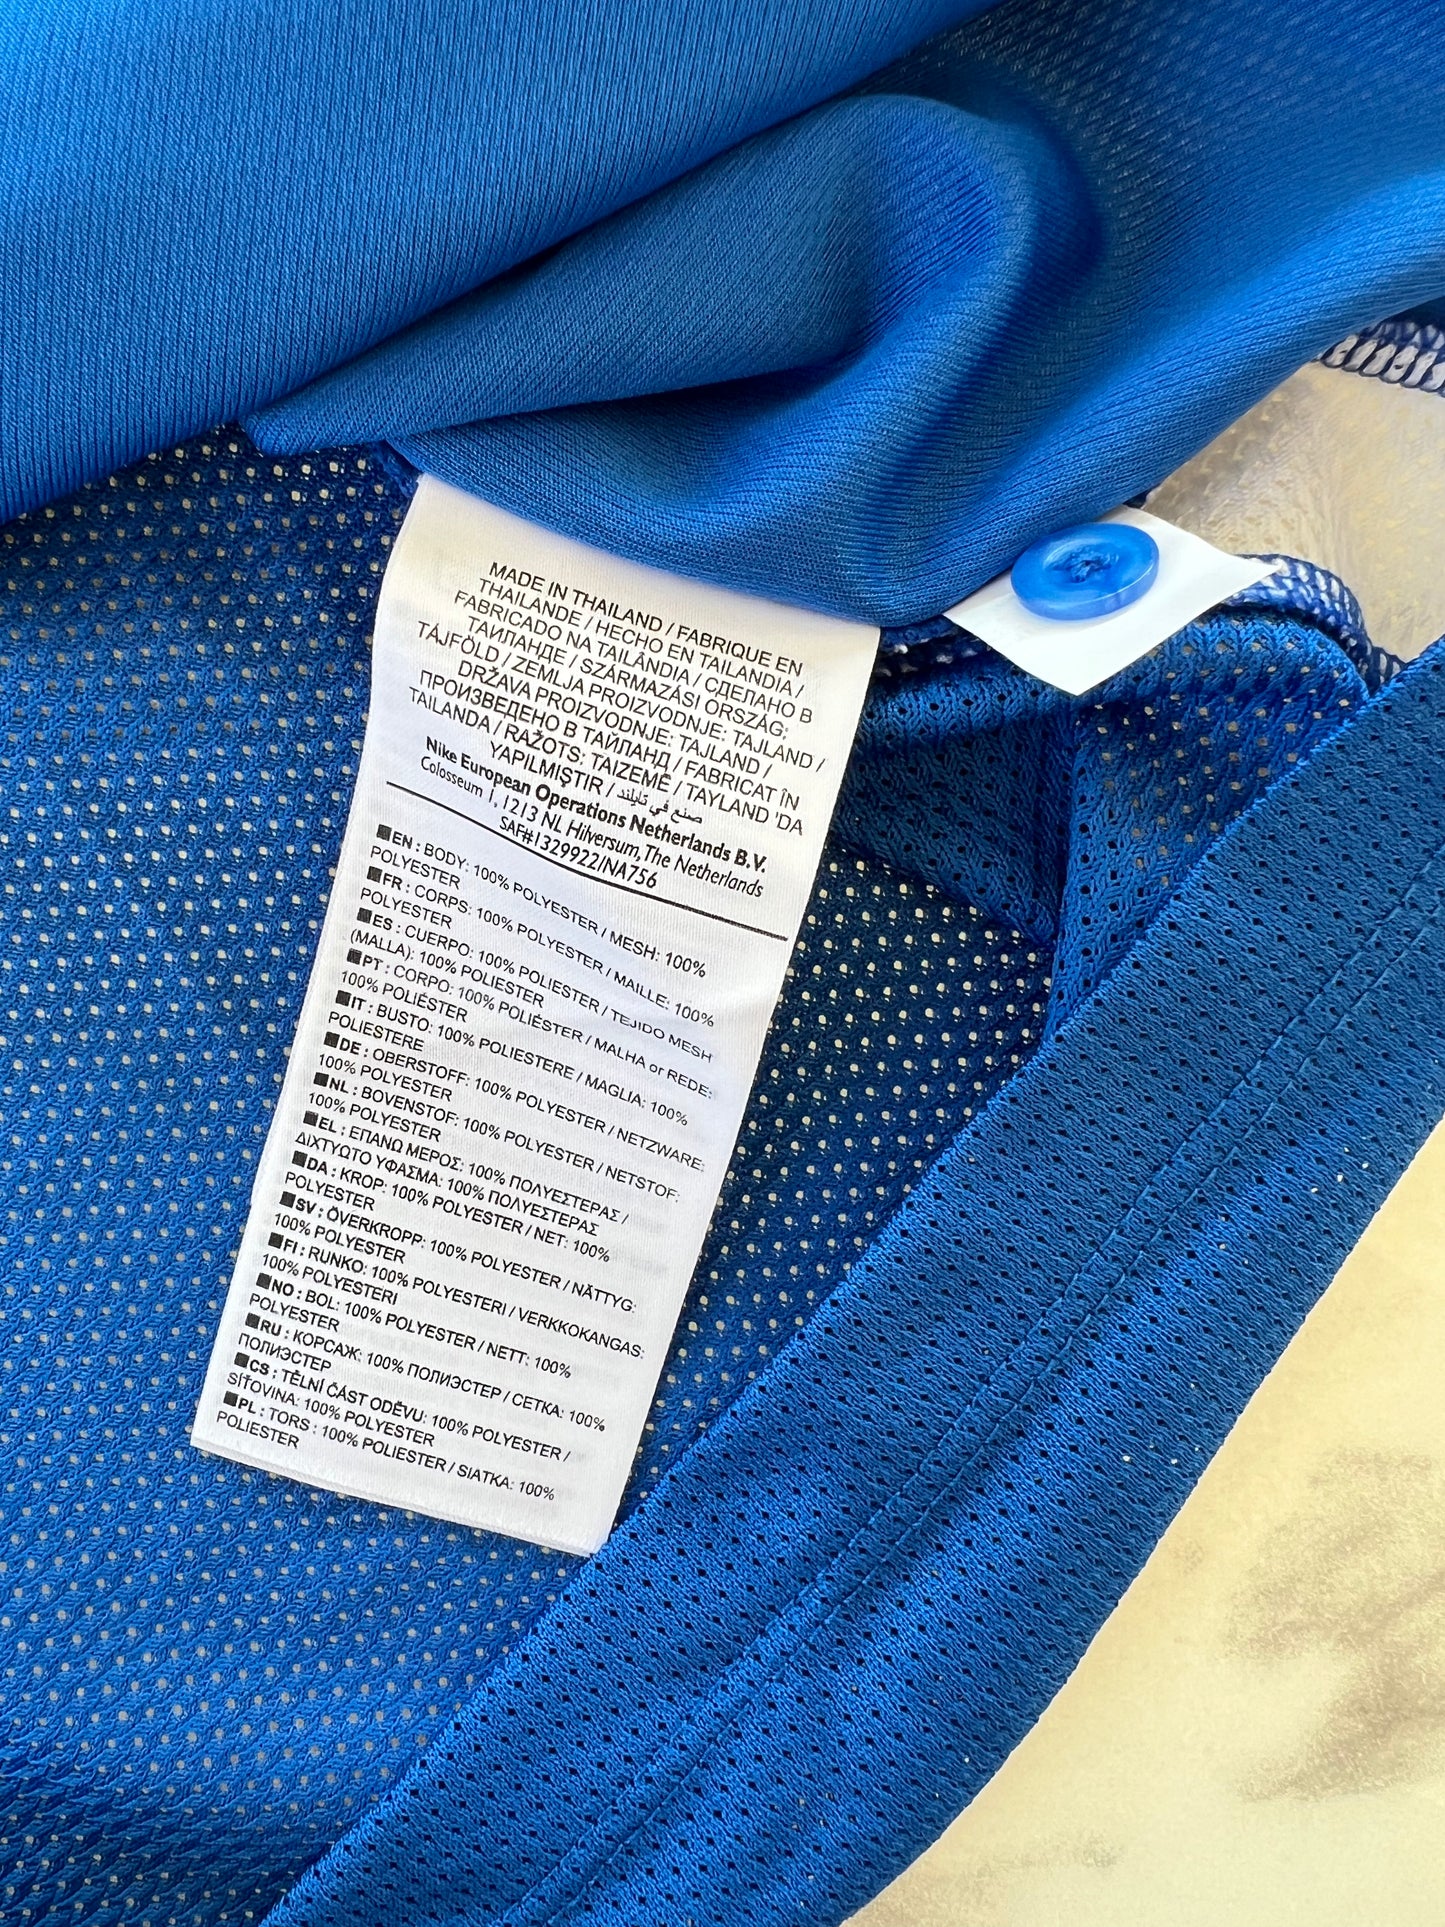 MADE IN THAILAND / FABRIQUE EN
THAILANDE / HECHO EN TAILANDIA /
FABRICADO NA TAILÂNDIA / СДЕЛАНО В
ТАИЛАНДЕ / SZÁRMAZÁSI ORSZÁG:
TÁJFÖLD / ZEMLJA PROIZVODNJE: TAJLAND /
DRŽAVA PROIZVODNJE: TAJLAND /
ПРОИЗВЕДЕНО В ТАЙЛАНД / FABRICAT ÎN
TAILANDA / RAŽOTS: TAIZEMĒ / TAYLAND 'DA
YAPILMIŞTIR / صنع في تايلند
Nike European Operations Netherlands B.V.
Colosseum 1, 1213 NL Hilversum, The Netherlands
SAF#1329922/NA756
EN : BODY: 100% POLYESTER / MESH: 100%
POLYESTER
FR : CORPS: 100% POLYESTER / MAILLE: 100%
POLYESTER
ES : CUERPO: 100% POLIESTER / TEJIDO MESH
(MALLA): 100% POLIESTER
PT : CORPO: 100% POLIÉSTER / MALHA or REDE:
100% POLIÉSTER
IT : BUSTO: 100% POLIESTERE / MAGLIA: 100%
POLIESTERE
DE : OBERSTOFF: 100% POLYESTER / NETZWARE:
100% POLYESTER
NL : BOVENSTOF: 100% POLYESTER / NETSTOF:
100% POLYESTER
EL : ΕΠΑΝΩ ΜΕΡΟΣ: 100% ΠΟΛΥΕΣΤΕΡΑΣ /
ΔΙΧΤΥΩΤΟ ΥΦΑΣΜΑ: 100% ΠΟΛΥΕΣΤΕΡΑΣ
DA : KROP: 100% POLYESTER / NET: 100%
POLYESTER
SV : ÖVERKROPP: 100% POLYESTER / NÄTTYG:
100% POLYESTER
FI : RUNKO: 100% POLYESTERI / VERKKOKANGAS:
100% POLYESTERI
NO : BOL: 100% POLYESTER / NETT: 100%
POLYESTER
RU : КОРСАЖ: 100% ПОЛИЭСТЕР / СЕТКА: 100%
ПОЛИЭСТЕР
CS : TĚLNÍ ČÁST ODĚVU: 100% POLYESTER /
SÍŤOVINA: 100% POLYESTER
PL : TORS : 100% POLIESTER / SIATKA: 100%
POLIESTER